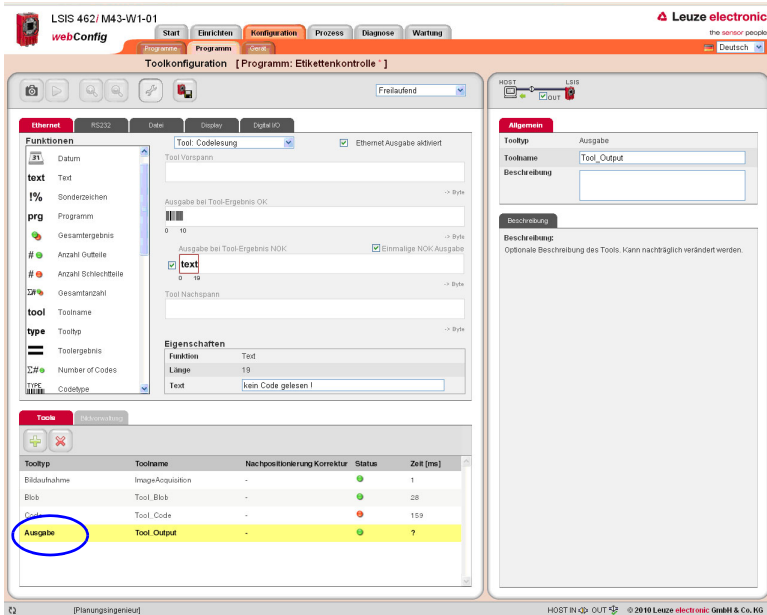 LSIS 462/ M43-W1-01
webConfig
Start Einrichten Konfiguration Prozess Diagnose Wartung
Leuze electronic
the sensor people
Programme Programm Gerät
Deutsch
Toolkonfiguration [ Programm: Etikettenkontrolle * ]
Freilaufend
HOST LSIS
OUT
Ethernet RS232 Datei Display Digital I/O
Funktionen
Tool: Codelesung
Ethernet Ausgabe aktiviert
31 Datum
text Text
!% Sonderzeichen
prg Programm
Gesamtergebnis
# Anzahl Gutteile
# Anzahl Schlechtteile
Σ# Gesamtanzahl
tool Toolname
type Tooltyp
Toolergebnis
Σ# Number of Codes
TYPE Codetype
Tool Vorspann
-> Byte
Ausgabe bei Tool-Ergebnis OK
0 10
-> Byte
Ausgabe bei Tool-Ergebnis NOK
Einmalige NOK Ausgabe
text
0 19
-> Byte
Tool Nachspann
-> Byte
Eigenschaften
Funktion Text
Länge 19
Text kein Code gelesen !
Allgemein
Tooltyp Ausgabe
Toolname Tool_Output
Beschreibung
Beschreibung
Beschreibung:
Optionale Beschreibung des Tools. Kann nachträglich verändert werden.
Tools Bildverwaltung
Tooltyp Toolname Nachpositionierung Korrektur Status Zeit [ms]
Bildaufnahme ImageAcquisition - 1
Blob Tool_Blob - 28
Code Tool_Code - 159
Ausgabe Tool_Output - ?
[Planungsingenieur]
HOST IN OUT © 2010 Leuze electronic GmbH & Co. KG